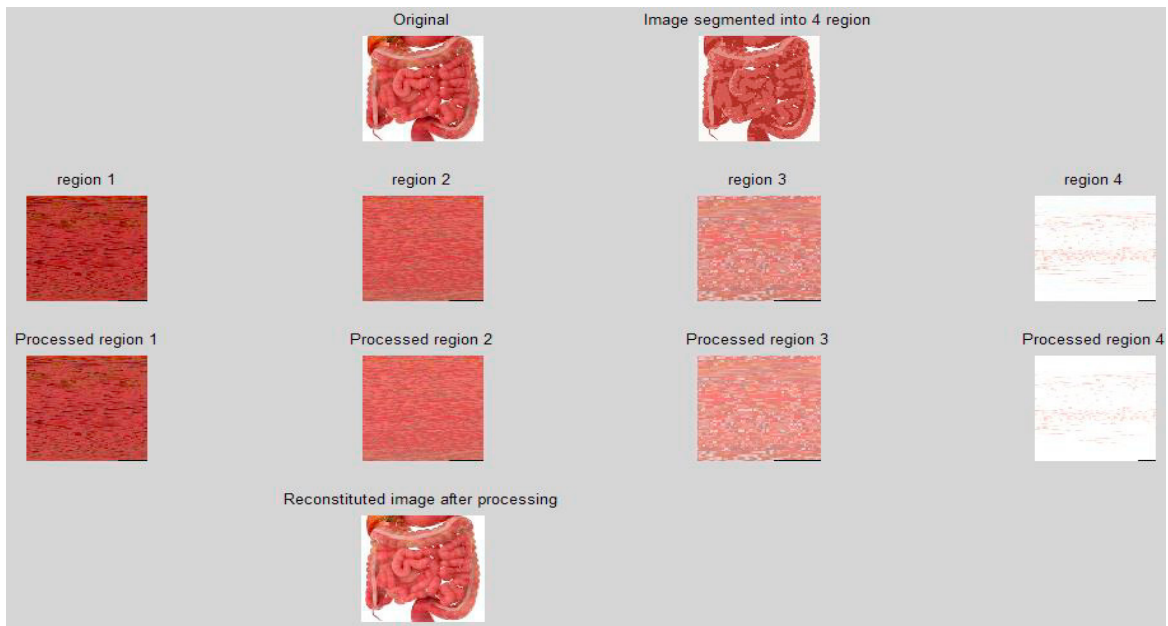 Original
Image segmented into 4 region
region 1
region 2
region 3
region 4
Processed region 1
Processed region 2
Processed region 3
Processed region 4
Reconstituted image after processing